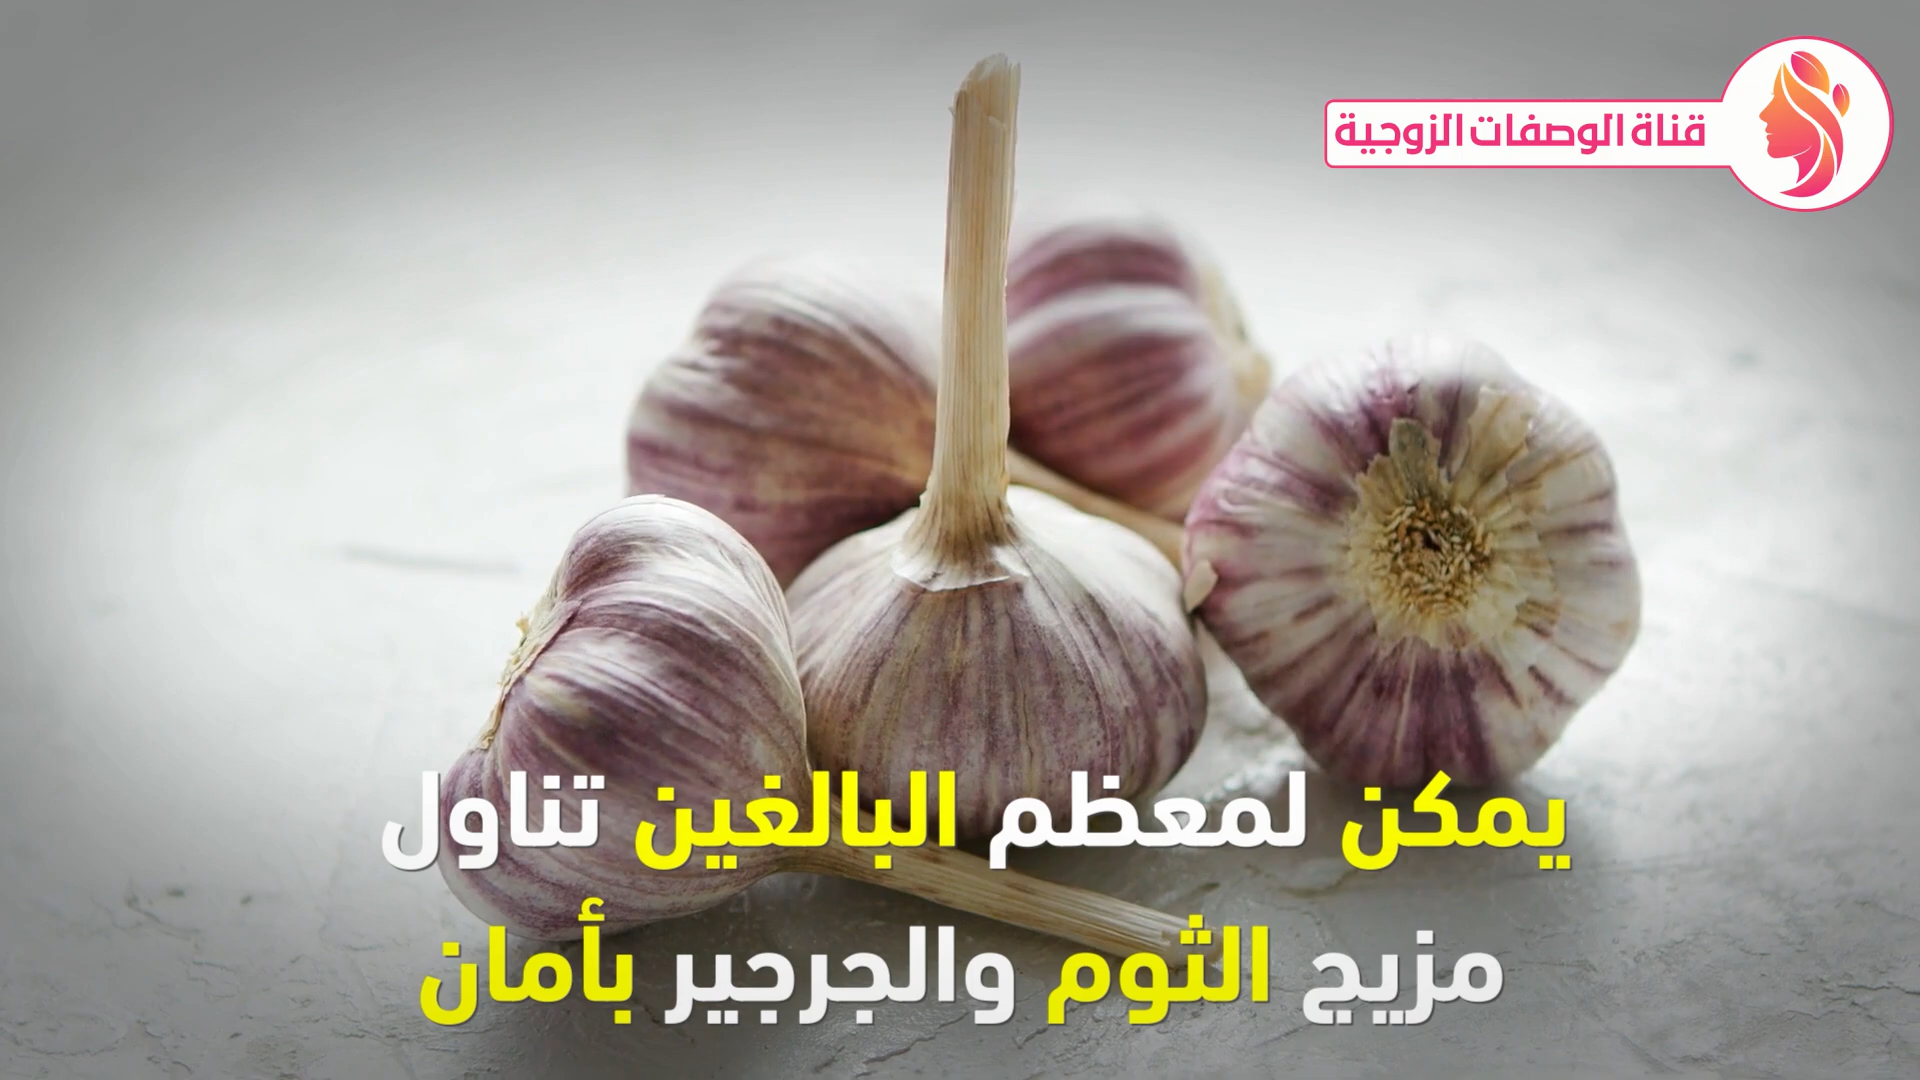 قناة الوصفات الزوجية
يمكن لمعظم البالغين تناول
مزيج الثوم والجرجير بأمان